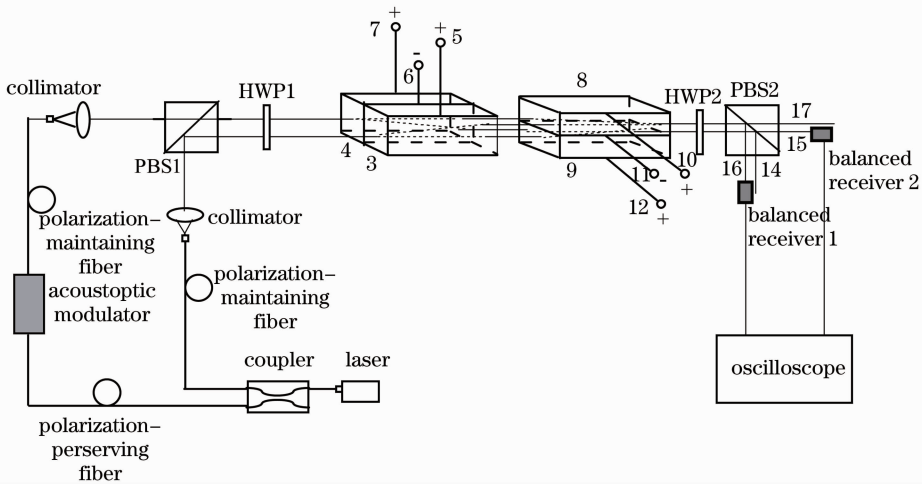 +
7
+
5
-
6
8
collimator
HWP1
HWP2
PBS2
17
4
3
PBS1
15
10
16
14
balanced
receiver 2
9
11
-
+
12
+
collimator
balanced
receiver 1
polarization-
maintaining
fiber
polarization-
maintaining
fiber
acoustoptic
modulator
coupler
laser
oscilloscope
polarization-
perserving
fiber